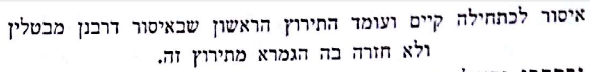 איסור לכתחילה קיים ועומד התירוץ הראשון שבאיסור דרבנן מבטלין
ולא חזרה בה הגמרא מתירוץ זה.